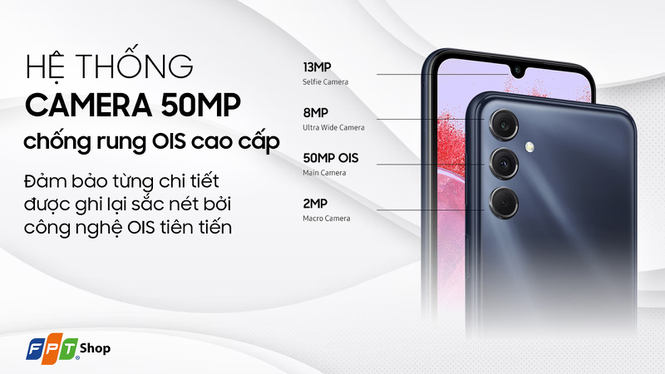 HỆ THỐNG
CAMERA 50MP
chống rung OIS cao cấp
Đảm bảo từng chi tiết
được ghi lại sắc nét bởi
công nghệ OIS tiên tiến
13MP
Selfie Camera
8MP
Ultra Wide Camera
50MP OIS
Main Camera
2MP
Macro Camera
FPT Shop